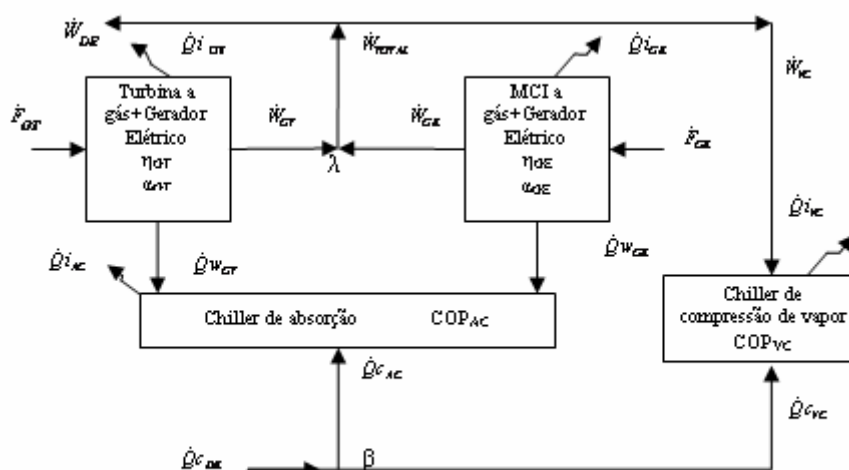 Ẇ_DE
Q̇i_GT
Ẇ_TOTAL
Q̇i_GE
Ẇ_VC
Turbina a
gás+Gerador
Elétrico
η_GT
α_GT
Ḟ_GT
Ẇ_GT
λ
Ẇ_GE
MCI a
gás+Gerador
Elétrico
η_GE
α_GE
Ḟ_GE
Q̇i_VC
Q̇i_AC
Q̇w_GT
Q̇w_GE
Chiller de absorção COP_AC
Chiller de
compressão de vapor
COP_VC
Q̇c_AC
Q̇c_VC
Q̇c_DE
β